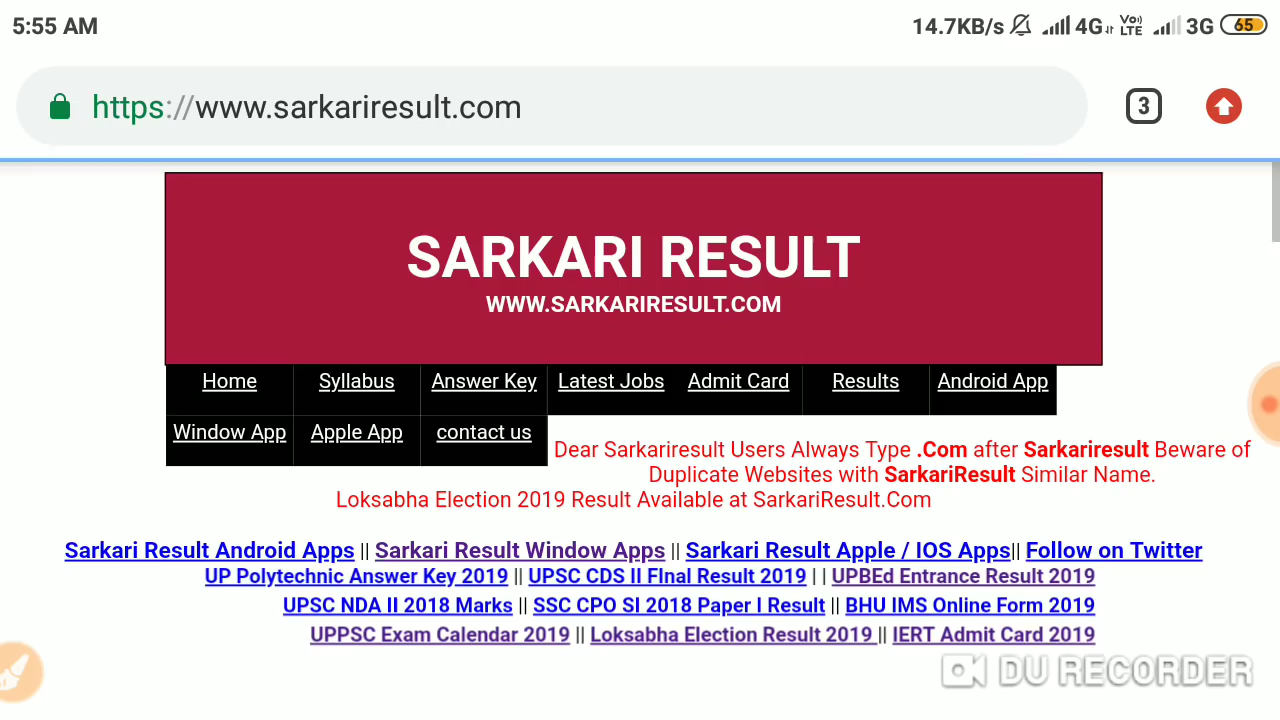 5:55 AM 14.7KB/s 4G Vo) LTE 3G 65
https://www.sarkariresult.com 3
SARKARI RESULT
WWW.SARKARIRESULT.COM
Home Syllabus Answer Key Latest Jobs Admit Card Results Android App
Window App Apple App contact us
Dear Sarkariresult Users Always Type .Com after Sarkariresult Beware of
Duplicate Websites with SarkariResult Similar Name.
Loksabha Election 2019 Result Available at SarkariResult.Com
Sarkari Result Android Apps || Sarkari Result Window Apps || Sarkari Result Apple / IOS Apps|| Follow on Twitter
UP Polytechnic Answer Key 2019 || UPSC CDS II FInal Result 2019 | | UPBEd Entrance Result 2019
UPSC NDA II 2018 Marks || SSC CPO SI 2018 Paper I Result || BHU IMS Online Form 2019
UPPSC Exam Calendar 2019 || Loksabha Election Result 2019 || IERT Admit Card 2019
DU RECORDER